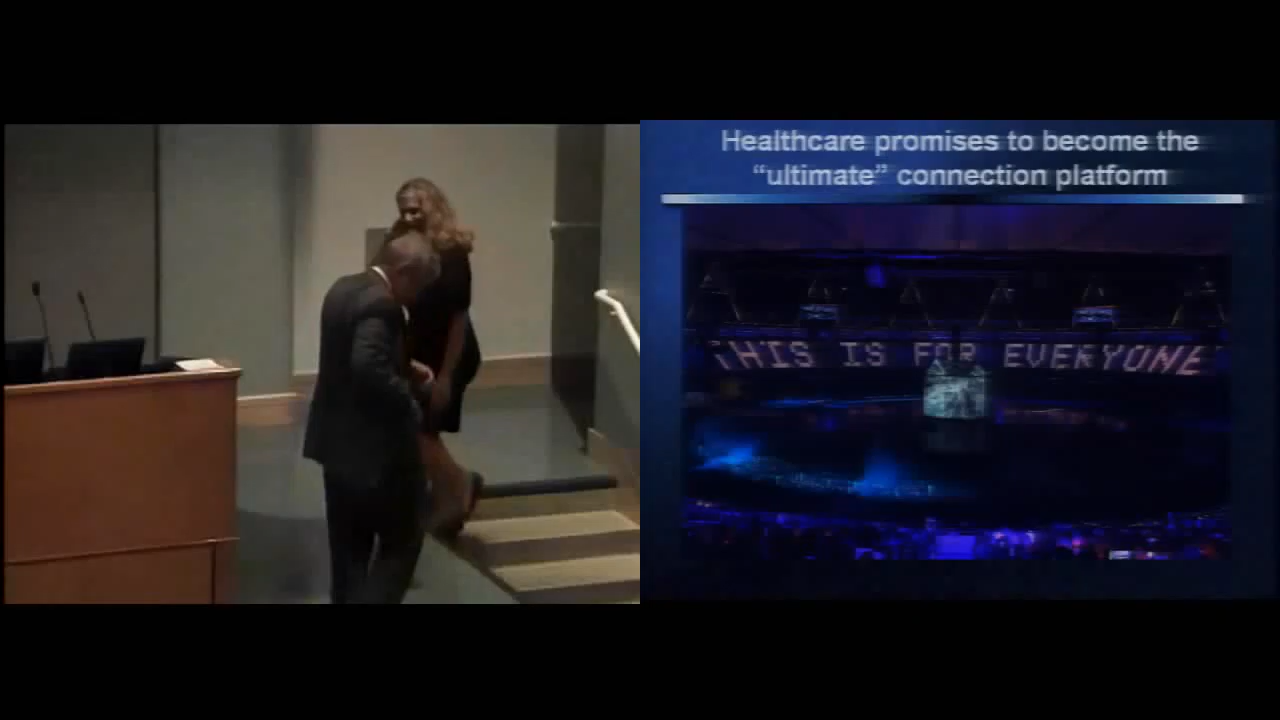 Healthcare promises to become the
“ultimate” connection platform
THIS IS FOR EVERYONE